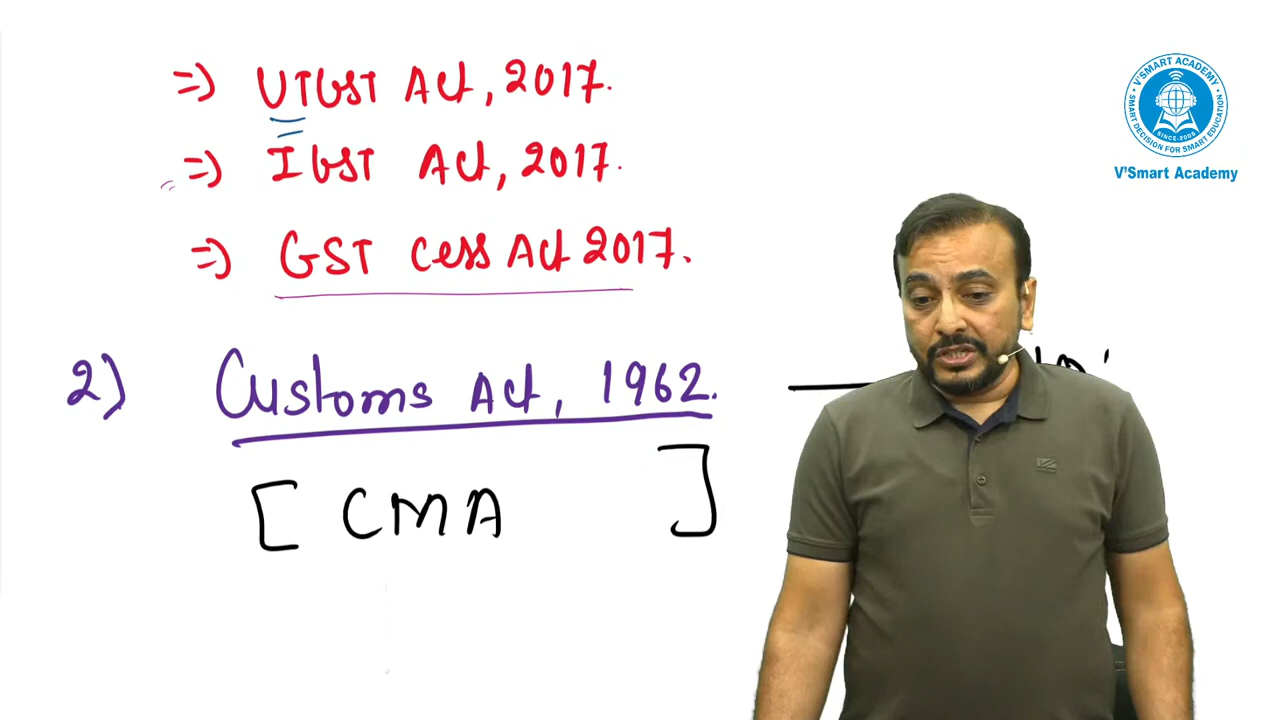 => UTGST Act, 2017.
=> IGST Act, 2017.
=> GST Cess Act 2017.
2) Customs Act, 1962.
[ CMA ]
V'SMART ACADEMY
SMART DECISION FOR SMART EDUCATION
SINCE-2008
V'Smart Academy